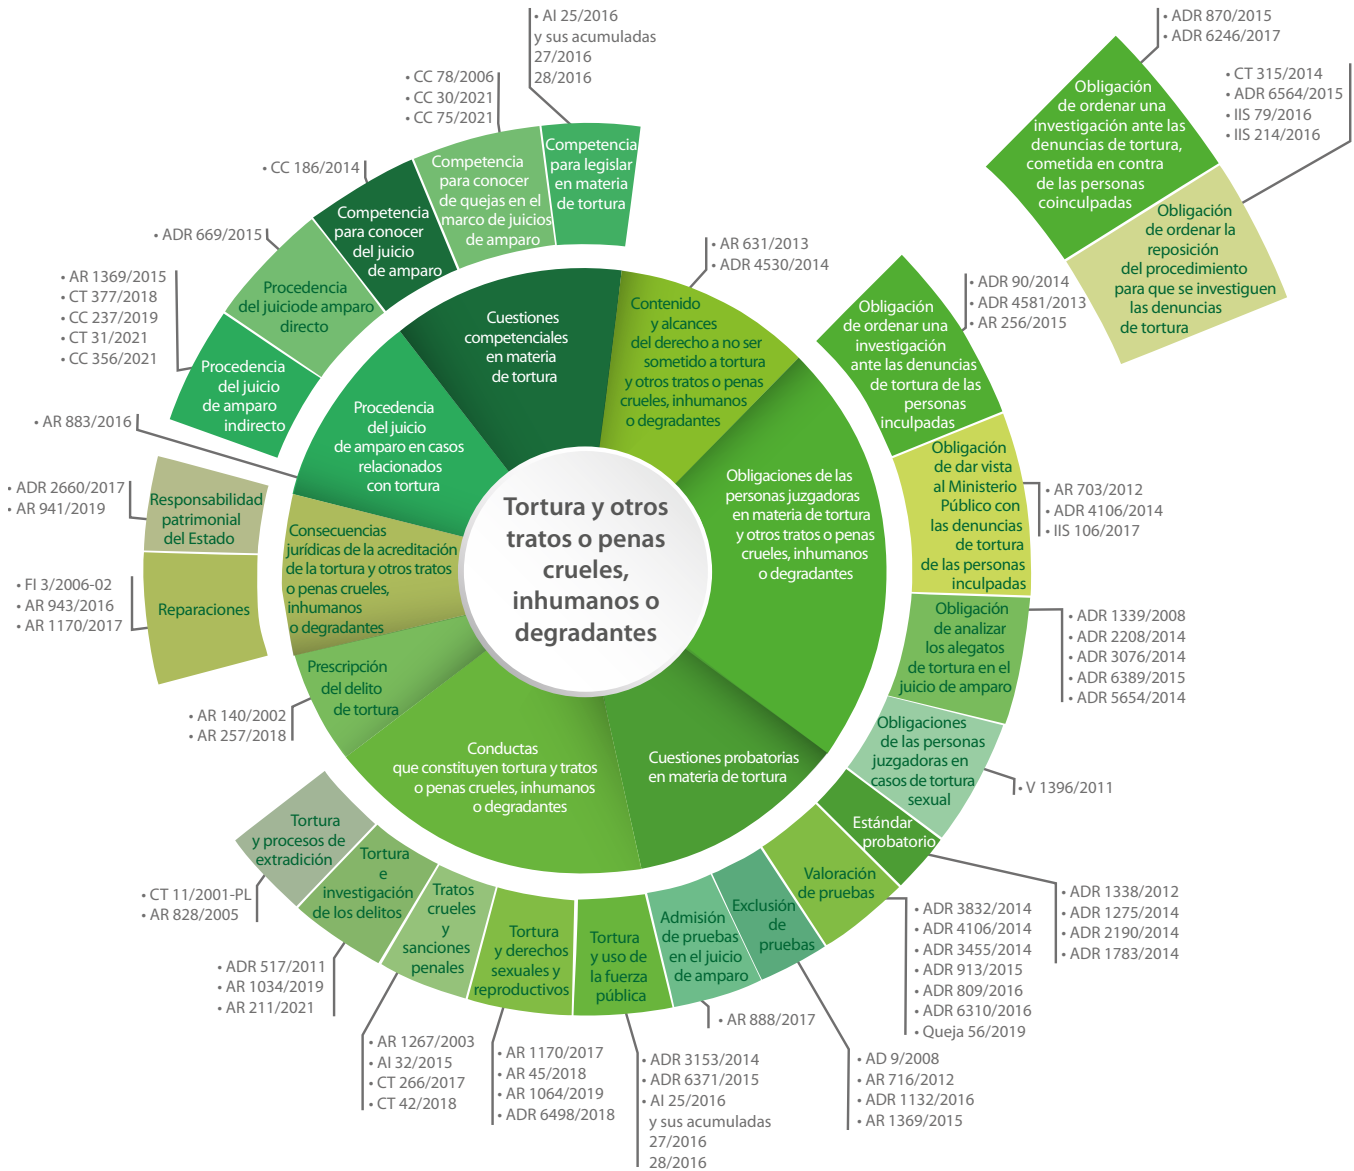 Tortura y otros
tratos o penas
crueles,
inhumanos o
degradantes
Cuestiones
competenciales
en materia
de tortura
Contenido
y alcances
del derecho a no ser
sometido a tortura
y otros tratos o penas
crueles, inhumanos
o degradantes
Obligaciones de las
personas juzgadoras
en materia de tortura
y otros tratos o penas
crueles, inhumanos
o degradantes
Cuestiones probatorias
en materia de tortura
Conductas
que constituyen tortura y tratos
o penas crueles, inhumanos
o degradantes
Prescripción
del delito
de tortura
Consecuencias
jurídicas de la acreditación
de la tortura y otros tratos
o penas crueles,
inhumanos
o degradantes
Procedencia
del juicio
de amparo en casos
relacionados
con tortura
• AI 25/2016
y sus acumuladas
27/2016
28/2016
Competencia
para legislar
en materia
de tortura
• CC 78/2006
• CC 30/2021
• CC 75/2021
Competencia
para conocer
de quejas en el
marco de juicios
de amparo
• CC 186/2014
Competencia
para conocer
del juicio
de amparo
• ADR 669/2015
Procedencia
del juiciode amparo
directo
• AR 1369/2015
• CT 377/2018
• CC 237/2019
• CT 31/2021
• CC 356/2021
Procedencia
del juicio
de amparo
indirecto
• AR 883/2016
• ADR 2660/2017
• AR 941/2019
Responsabilidad
patrimonial
del Estado
• FI 3/2006-02
• AR 943/2016
• AR 1170/2017
Reparaciones
• AR 140/2002
• AR 257/2018
• AR 631/2013
• ADR 4530/2014
• ADR 870/2015
• ADR 6246/2017
Obligación
de ordenar una
investigación ante las
denuncias de tortura,
cometida en contra
de las personas
coinculpadas
• CT 315/2014
• ADR 6564/2015
• IIS 79/2016
• IIS 214/2016
Obligación
de ordenar la
reposición
del procedimiento
para que se investiguen
las denuncias
de tortura
• ADR 90/2014
• ADR 4581/2013
• AR 256/2015
Obligación
de ordenar una
investigación
ante las denuncias
de tortura de las
personas
inculpadas
Obligación
de dar vista
al Ministerio
Público con
las denuncias
de tortura
de las personas
inculpadas
• AR 703/2012
• ADR 4106/2014
• IIS 106/2017
Obligación
de analizar
los alegatos
de tortura en el
juicio de amparo
• ADR 1339/2008
• ADR 2208/2014
• ADR 3076/2014
• ADR 6389/2015
• ADR 5654/2014
Obligaciones
de las personas
juzgadoras en
casos de tortura
sexual
• V 1396/2011
Estándar
probatorio
• ADR 1338/2012
• ADR 1275/2014
• ADR 2190/2014
• ADR 1783/2014
Valoración
de pruebas
• ADR 3832/2014
• ADR 4106/2014
• ADR 3455/2014
• ADR 913/2015
• ADR 809/2016
• ADR 6310/2016
• Queja 56/2019
Exclusión
de
pruebas
• AD 9/2008
• AR 716/2012
• ADR 1132/2016
• AR 1369/2015
Admisión
de pruebas
en el juicio
de amparo
• AR 888/2017
Tortura
y uso de
la fuerza
pública
• ADR 3153/2014
• ADR 6371/2015
• AI 25/2016
y sus acumuladas
27/2016
28/2016
Tortura
y derechos
sexuales y
reproductivos
• AR 1170/2017
• AR 45/2018
• AR 1064/2019
• ADR 6498/2018
Tratos
crueles
y
sanciones
penales
• AR 1267/2003
• AI 32/2015
• CT 266/2017
• CT 42/2018
Tortura
e
investigación
de los delitos
• ADR 517/2011
• AR 1034/2019
• AR 211/2021
Tortura
y procesos de
extradición
• CT 11/2001-PL
• AR 828/2005